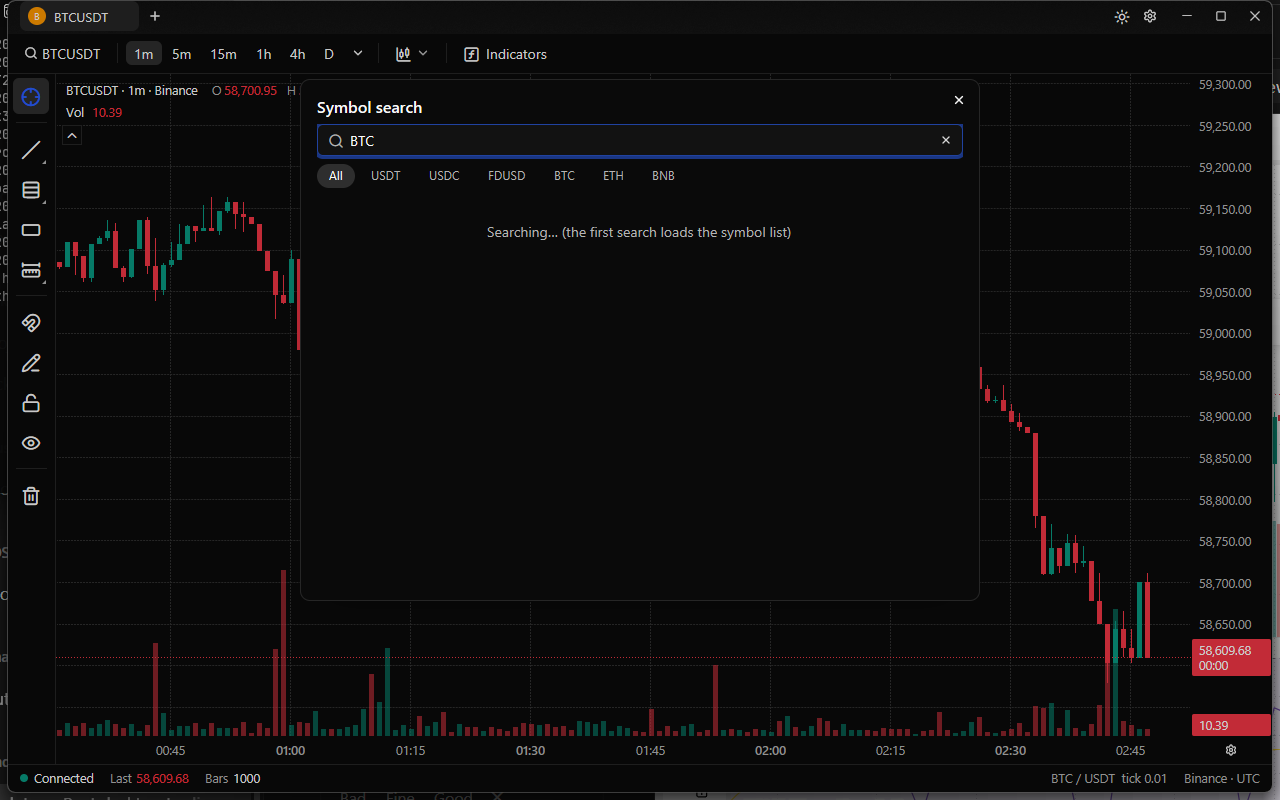 BTCUSDT
BTCUSDT 1m 5m 15m 1h 4h D Indicators
BTCUSDT · 1m · Binance O 58,700.95 H
Vol 10.39
Symbol search
BTC
All USDT USDC FDUSD BTC ETH BNB
Searching... (the first search loads the symbol list)
59,300.00
59,250.00
59,200.00
59,150.00
59,100.00
59,050.00
59,000.00
58,950.00
58,900.00
58,850.00
58,800.00
58,750.00
58,700.00
58,650.00
58,609.68
00:00
10.39
00:45 01:00 01:15 01:30 01:45 02:00 02:15 02:30 02:45
Connected Last 58,609.68 Bars 1000 BTC / USDT tick 0.01 Binance · UTC